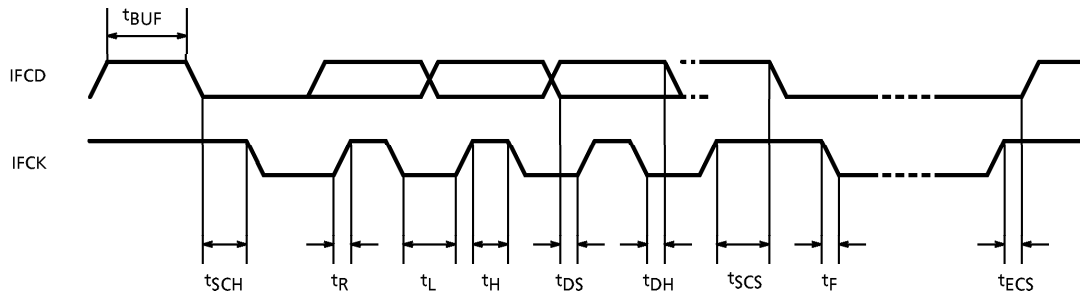 tBUF
IFCD
IFCK
tSCH
tR
tL
tH
tDS
tDH
tSCS
tF
tECS